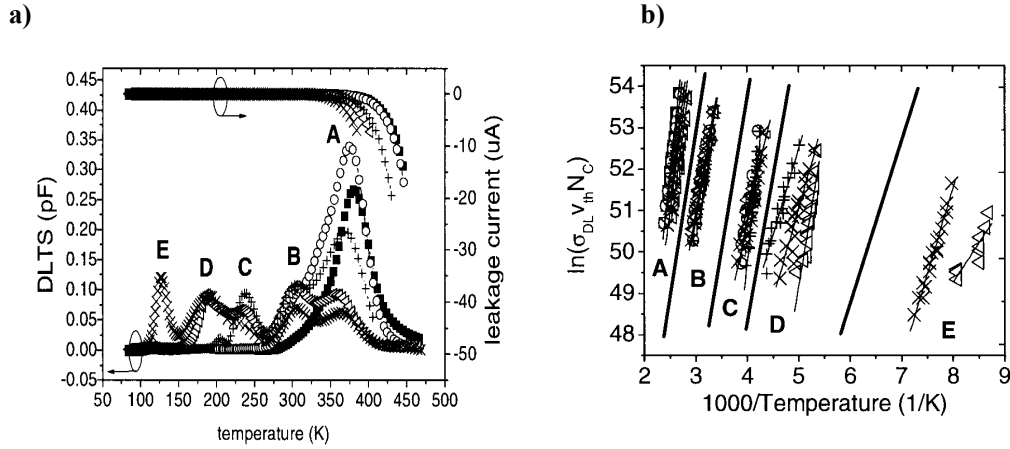 a)
b)
0.45
0.40
0.35
0.30
0.25
0.20
0.15
0.10
0.05
0.00
-0.05
DLTS (pF)
0
-10
-20
-30
-40
-50
leakage current (uA)
A
B
C
D
E
50 100 150 200 250 300 350 400 450 500
temperature (K)
54
53
52
51
50
49
48
ln(σDL vthNC)
A
B
C
D
E
2 3 4 5 6 7 8 9
1000/Temperature (1/K)